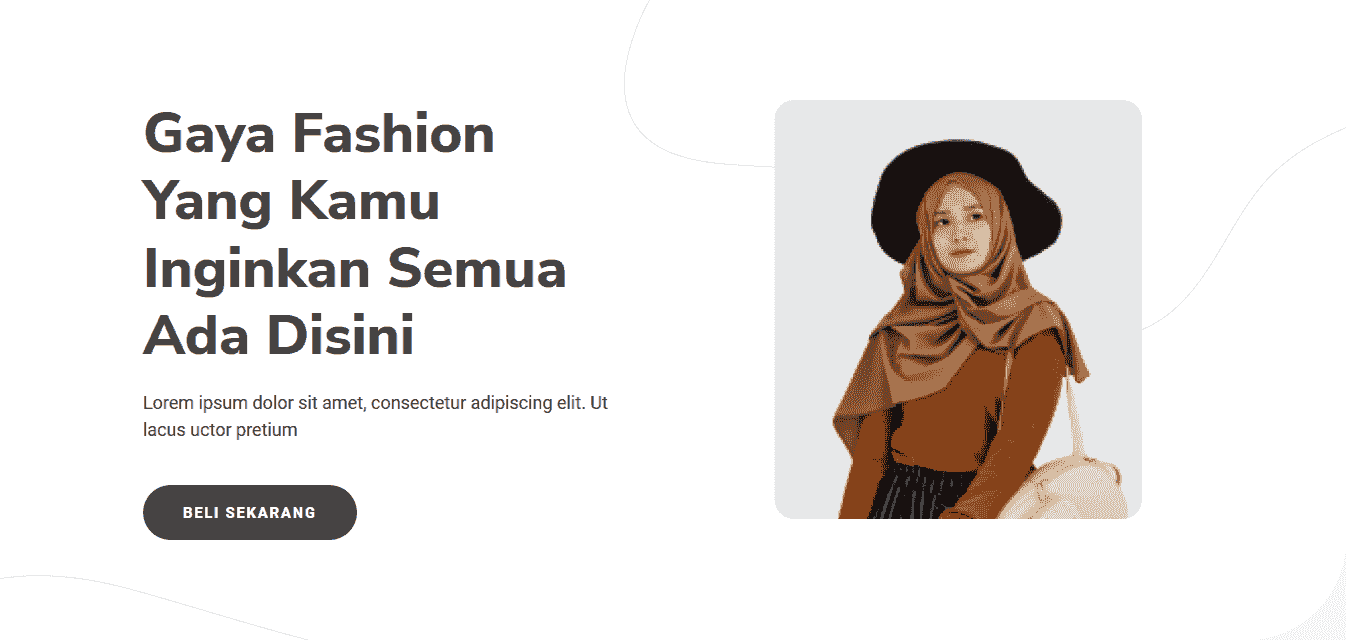 Gaya Fashion
Yang Kamu
Inginkan Semua
Ada Disini
Lorem ipsum dolor sit amet, consectetur adipiscing elit. Ut
lacus uctor pretium
BELI SEKARANG